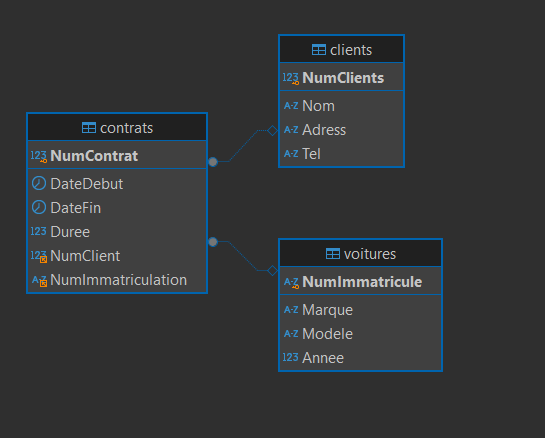 contrats
123 NumContrat
DateDebut
DateFin
123 Duree
123 NumClient
A-Z NumImmatriculation
clients
123 NumClients
A-Z Nom
A-Z Adress
A-Z Tel
voitures
A-Z NumImmatricule
A-Z Marque
A-Z Modele
123 Annee